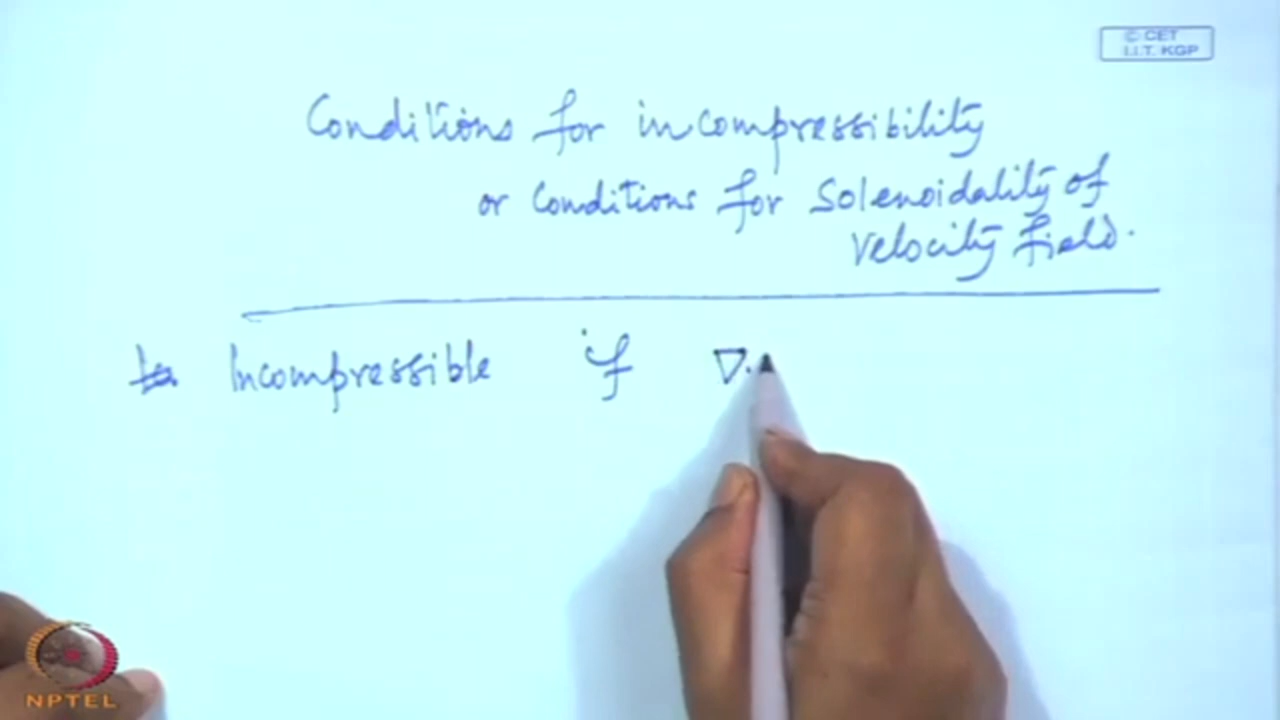 © CET
I.I.T. KGP
Conditions for incompressibility
or Conditions for Solenoidality of
velocity field.
Incompressible if ∇.
NPTEL